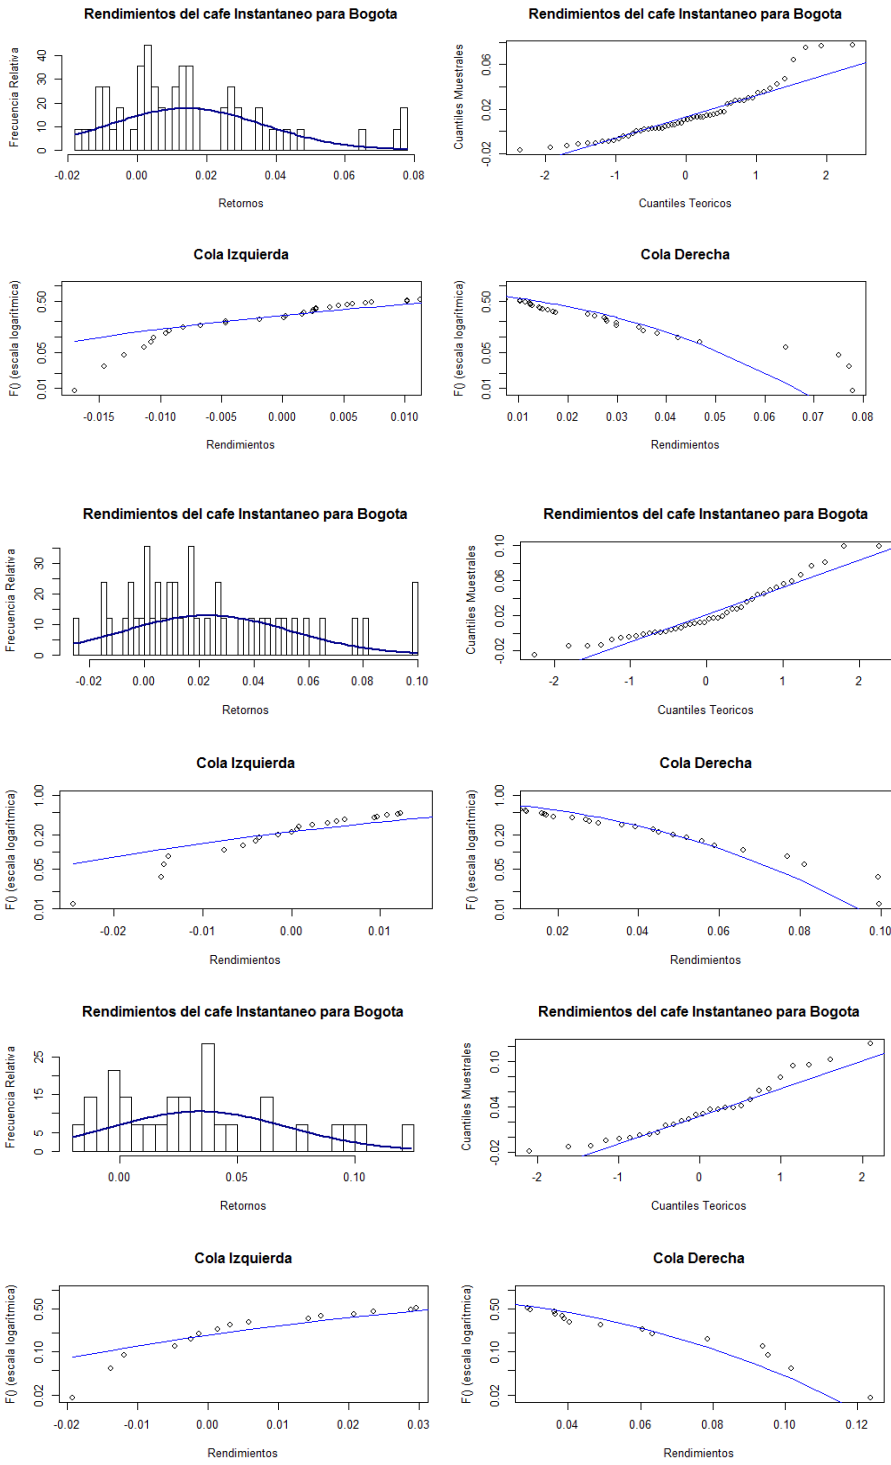 Rendimientos del cafe Instantaneo para Bogota
Frecuencia Relativa
0 10 20 30 40
-0.02 0.00 0.02 0.04 0.06 0.08
Retornos
Rendimientos del cafe Instantaneo para Bogota
Cuantiles Muestrales
-0.02 0.02 0.06
-2 -1 0 1 2
Cuantiles Teoricos
Cola Izquierda
F() (escala logarítmica)
0.01 0.05 0.50
-0.015 -0.010 -0.005 0.000 0.005 0.010
Rendimientos
Cola Derecha
F() (escala logarítmica)
0.01 0.05 0.50
0.01 0.02 0.03 0.04 0.05 0.06 0.07 0.08
Rendimientos
Rendimientos del cafe Instantaneo para Bogota
Frecuencia Relativa
0 10 20 30
-0.02 0.00 0.02 0.04 0.06 0.08 0.10
Retornos
Rendimientos del cafe Instantaneo para Bogota
Cuantiles Muestrales
-0.02 0.02 0.06 0.10
-2 -1 0 1 2
Cuantiles Teoricos
Cola Izquierda
F() (escala logarítmica)
0.01 0.05 0.20 1.00
-0.02 -0.01 0.00 0.01
Rendimientos
Cola Derecha
F() (escala logarítmica)
0.01 0.05 0.20 1.00
0.02 0.04 0.06 0.08 0.10
Rendimientos
Rendimientos del cafe Instantaneo para Bogota
Frecuencia Relativa
0 5 15 25
0.00 0.05 0.10
Retornos
Rendimientos del cafe Instantaneo para Bogota
Cuantiles Muestrales
-0.02 0.04 0.10
-2 -1 0 1 2
Cuantiles Teoricos
Cola Izquierda
F() (escala logarítmica)
0.02 0.10 0.50
-0.02 -0.01 0.00 0.01 0.02 0.03
Rendimientos
Cola Derecha
F() (escala logarítmica)
0.02 0.10 0.50
0.04 0.06 0.08 0.10 0.12
Rendimientos